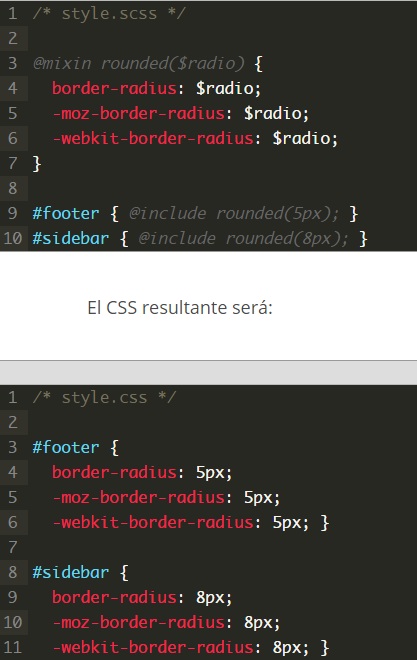 1 /* style.scss */
2
3 @mixin rounded($radio) {
4 border-radius: $radio;
5 -moz-border-radius: $radio;
6 -webkit-border-radius: $radio;
7 }
8
9 #footer { @include rounded(5px); }
10 #sidebar { @include rounded(8px); }
El CSS resultante será:
1 /* style.css */
2
3 #footer {
4 border-radius: 5px;
5 -moz-border-radius: 5px;
6 -webkit-border-radius: 5px; }
7
8 #sidebar {
9 border-radius: 8px;
10 -moz-border-radius: 8px;
11 -webkit-border-radius: 8px; }